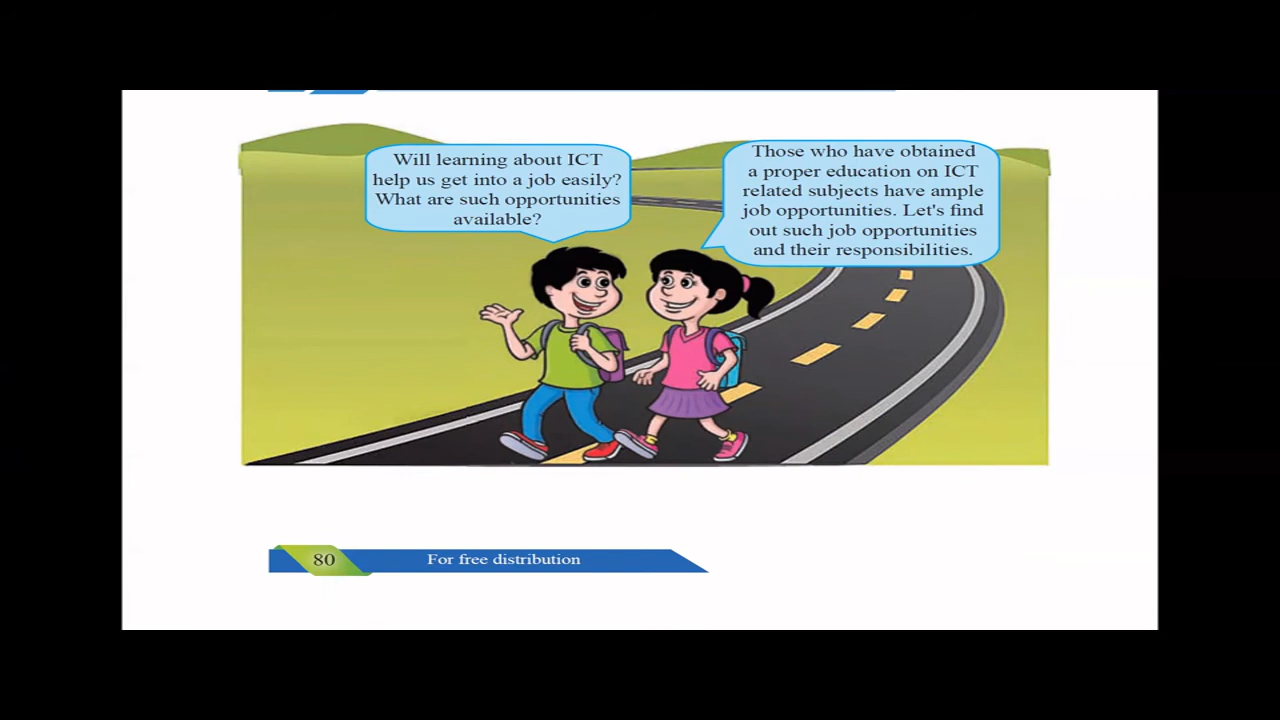 Will learning about ICT
help us get into a job easily?
What are such opportunities
available?
Those who have obtained
a proper education on ICT
related subjects have ample
job opportunities. Let's find
out such job opportunities
and their responsibilities.
80
For free distribution